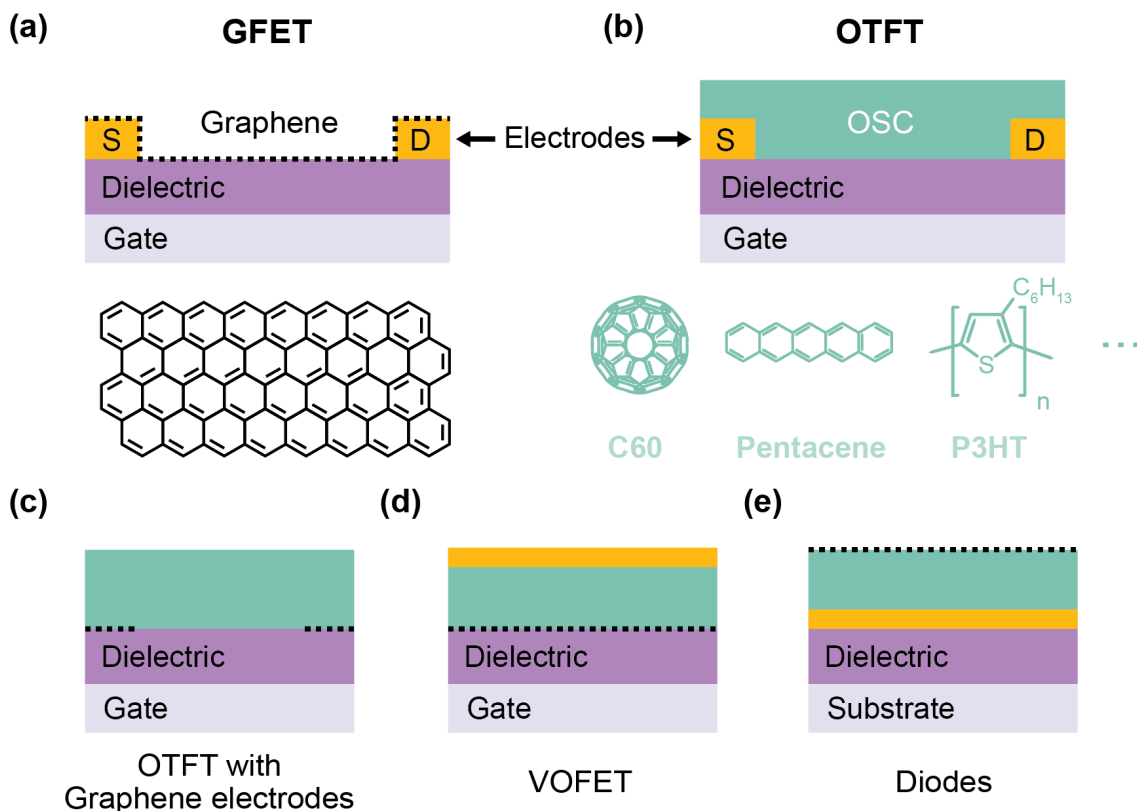 (a)
GFET
S
Graphene
D
Dielectric
Gate
Electrodes
(b)
OTFT
OSC
S
D
Dielectric
Gate
C60
Pentacene
C6H13
S
n
P3HT
...
(c)
Dielectric
Gate
OTFT with
Graphene electrodes
(d)
Dielectric
Gate
VOFET
(e)
Dielectric
Substrate
Diodes